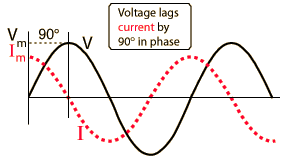 Voltage lags
current by
90° in phase
Vm 90° V
Im
I